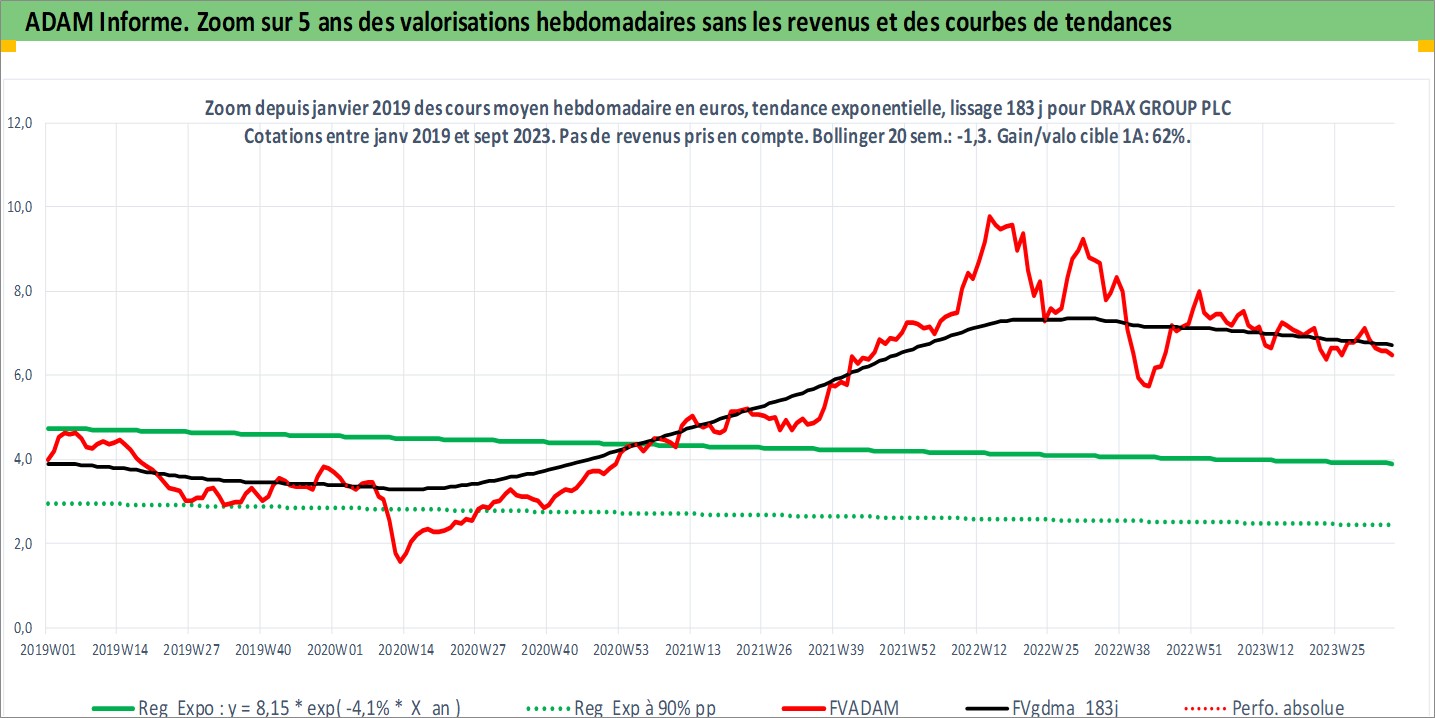 ADAM Informe. Zoom sur 5 ans des valorisations hebdomadaires sans les revenus et des courbes de tendances
Zoom depuis janvier 2019 des cours moyen hebdomadaire en euros, tendance exponentielle, lissage 183 j pour DRAX GROUP PLC
Cotations entre janv 2019 et sept 2023. Pas de revenus pris en compte. Bollinger 20 sem.: -1,3. Gain/valo cible 1A: 62%.
12,0
10,0
8,0
6,0
4,0
2,0
0,0
2019W01 2019W14 2019W27 2019W40 2020W01 2020W14 2020W27 2020W40 2020W53 2021W13 2021W26 2021W39 2021W52 2022W12 2022W25 2022W38 2022W51 2023W12 2023W25
Reg Expo : y = 8,15 * exp( -4,1% * X an ) Reg Exp à 90% pp FVADAM FVgdma 183j Perfo. absolue